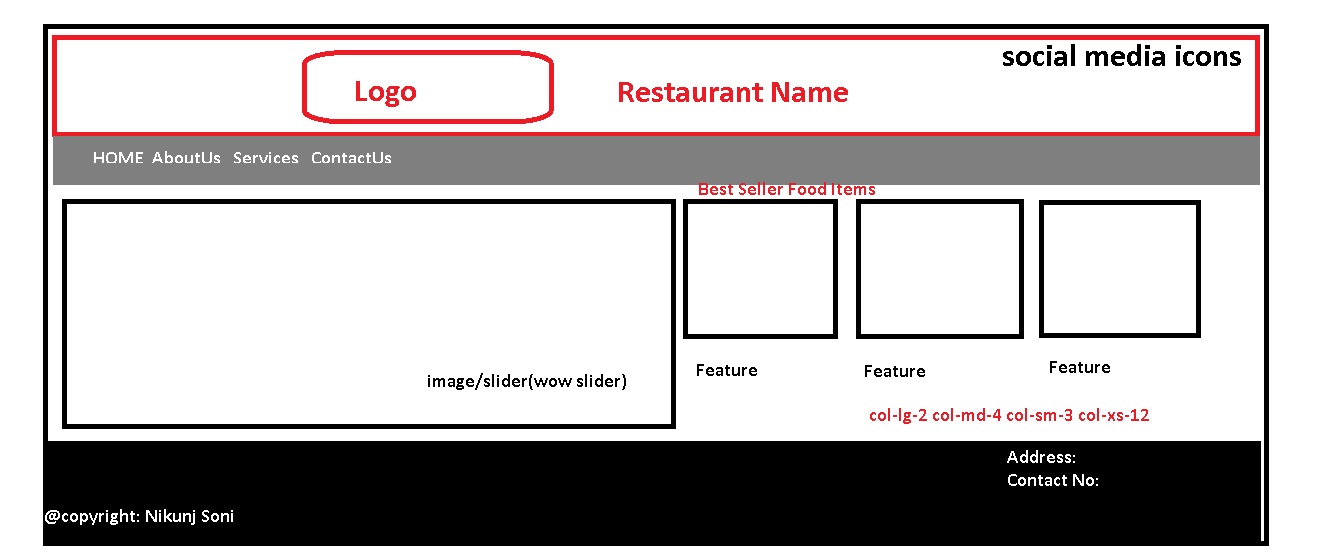 social media icons
Logo
Restaurant Name
HOME AboutUs Services ContactUs
Best Seller Food Items
image/slider(wow slider)
Feature
Feature
Feature
col-lg-2 col-md-4 col-sm-3 col-xs-12
Address:
Contact No:
@copyright: Nikunj Soni